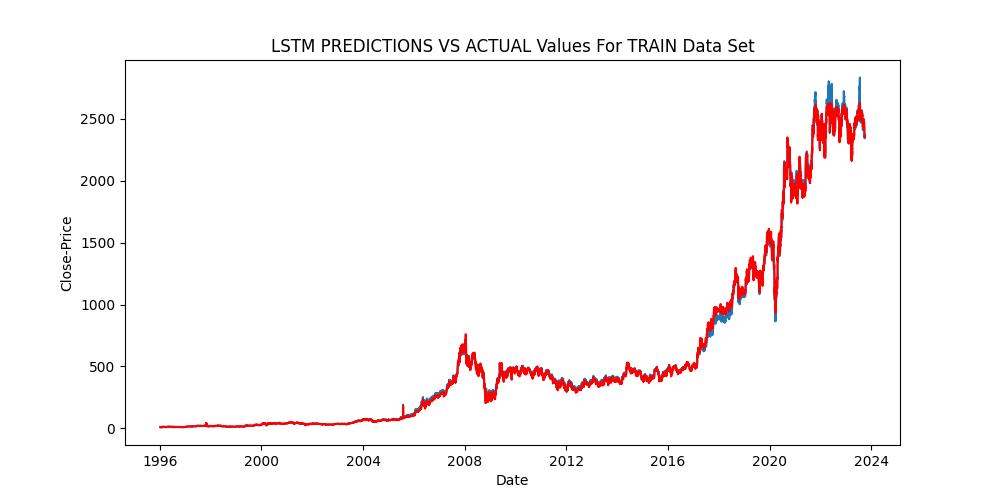 LSTM PREDICTIONS VS ACTUAL Values For TRAIN Data Set
2500
2000
1500
1000
500
0
Close-Price
1996 2000 2004 2008 2012 2016 2020 2024
Date